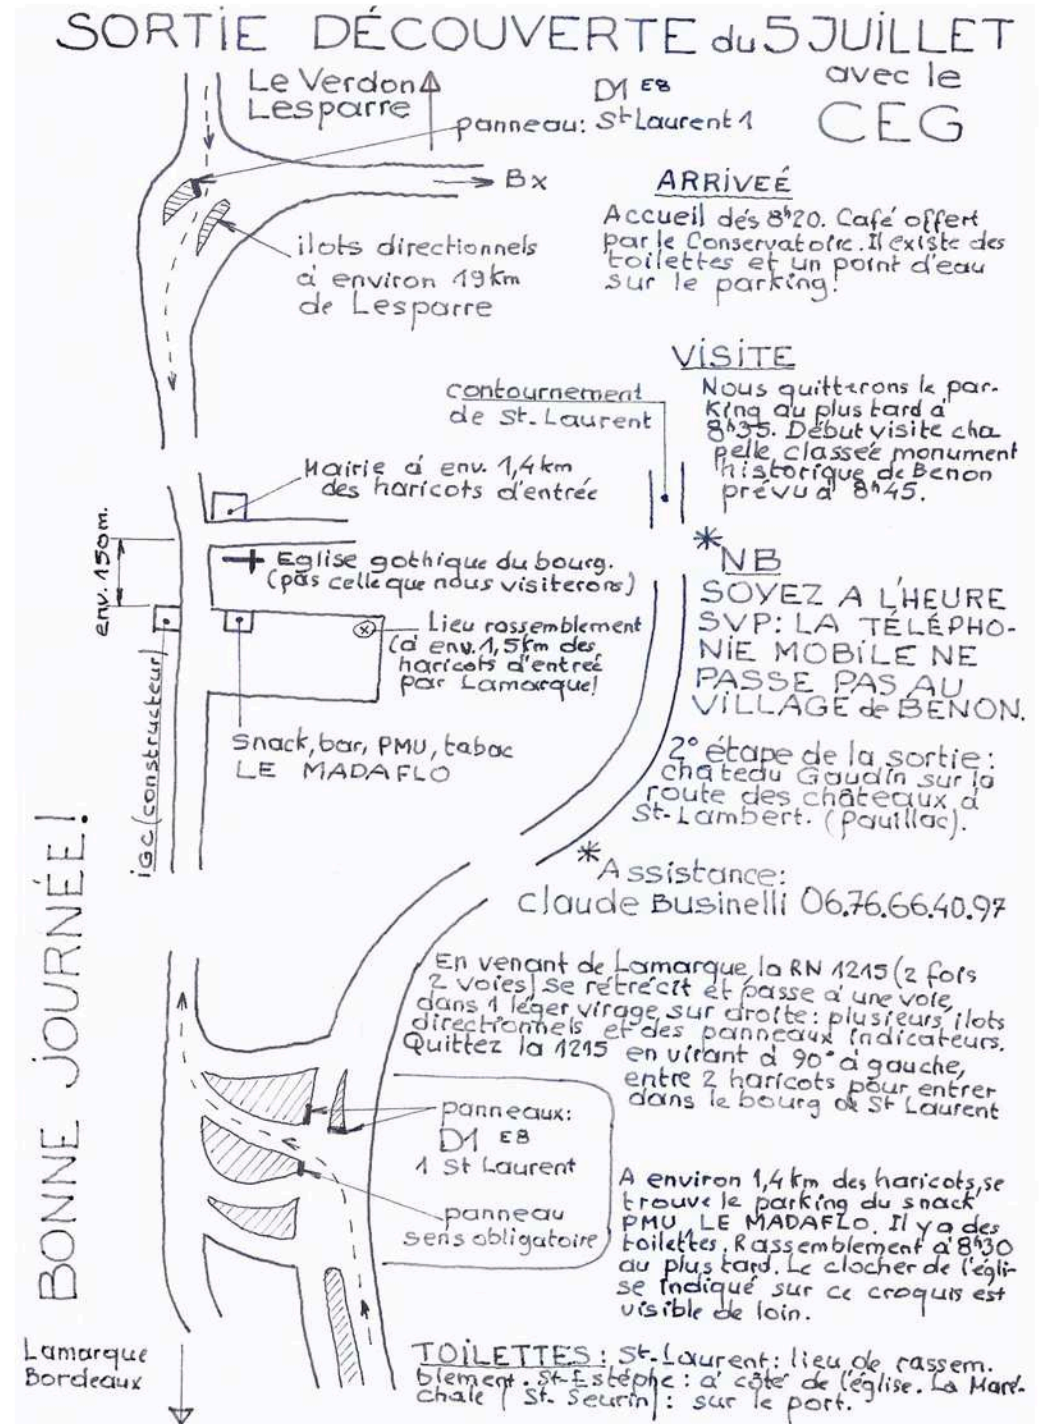 SORTIE DÉCOUVERTE du 5 JUILLET
avec le
CEG
Le Verdon
Lesparre
D1 E8
panneau: St Laurent 1
Bx
ilots directionnels
à environ 19 km
de Lesparre
ARRIVEÉ
Accueil dés 8h20. Café offert
par le Conservatoire. Il existe des
toilettes et un point d'eau
sur le parking!
VISITE
Nous quitterons le par-
king au plus tard à
8h35. Début visite cha
pelle classeé monument
historique de Benon
prévu à 8h45.
contournement
de St. Laurent
Mairie à env. 1,4 km
des haricots d'entreé
env. 150m.
Eglise gothique du bourg.
(pas celle que nous visiterons)
Lieu rassemblement
(à env. 1,5km des
haricots d'entreé
par Lamarque!
iGC (constructeur)
Snack, bar, PMU, tabac
LE MADAFLO
* NB
SOYEZ A L'HEURE
SVP: LA TÉLÉPHO-
NIE MOBILE NE
PASSE PAS AU
VILLAGE de BENON.
2° étape de la sortie:
château Gaudin sur la
route des châteaux à
St-Lambert. (Pauillac).
* Assistance:
Claude Businelli 06.76.66.40.97
BONNE JOURNÉE!
En venant de Lamarque, la RN 1215 (2 fois
2 voies) se rétrécit et passe à une voie,
dans 1 léger virage, sur droite: plusieurs ilots
directionnels et des panneaux indicateurs.
Quittez la 1215 en virant à 90° à gauche,
entre 2 haricots pour entrer
dans le bourg de St Laurent
panneaux:
D1 E8
1 St Laurent
panneau
sens obligatoire
A environ 1,4 km des haricots, se
trouve le parking du snack
PMU LE MADAFLO. Il y a des
toilettes. Rassemblement à 8h30
au plus tard. Le clocher de l'égli-
se indiqué sur ce croquis est
visible de loin.
Lamarque
Bordeaux
TOILETTES: St-Laurent: lieu de rassem.
blement. St-Estéphe: à côté de l'église. La Maré-
chale (St. Seurin): sur le port.